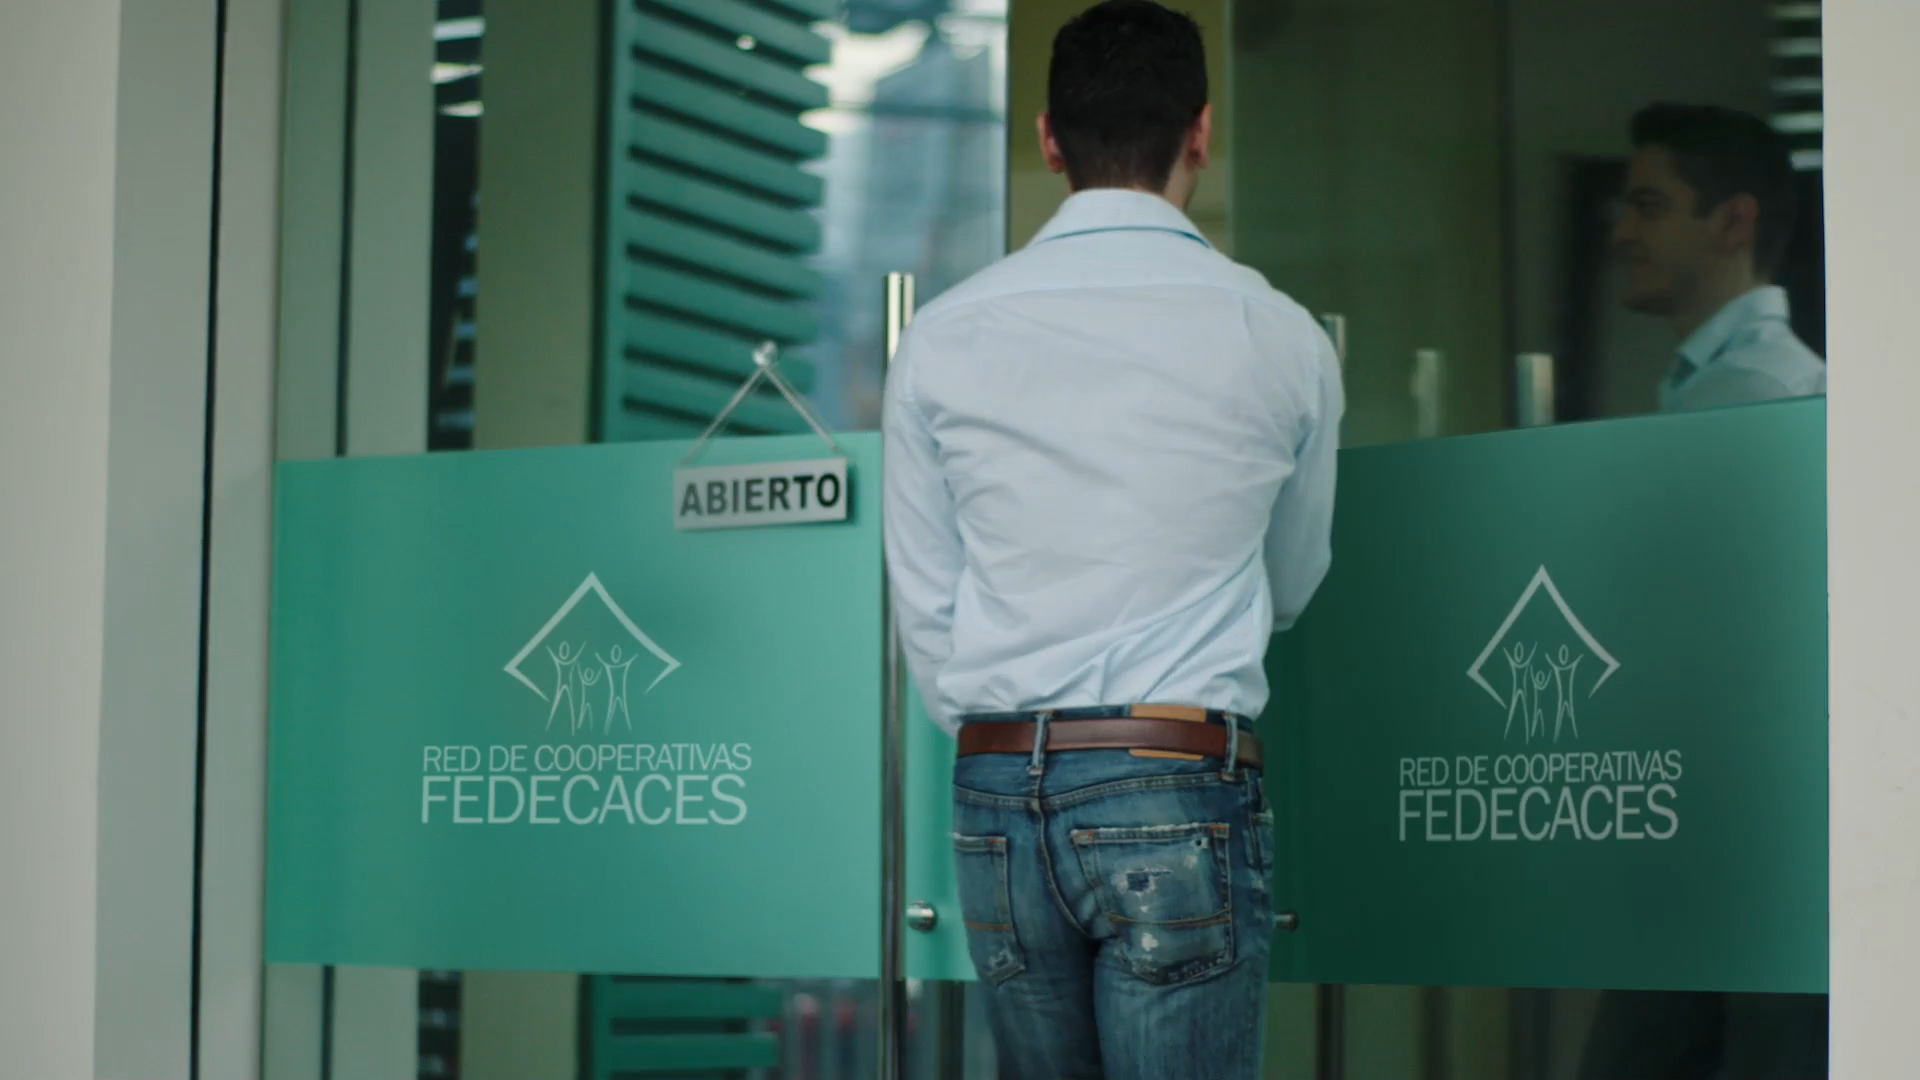 ABIERTO
RED DE COOPERATIVAS
FEDECACES
RED DE COOPERATIVAS
FEDECACES